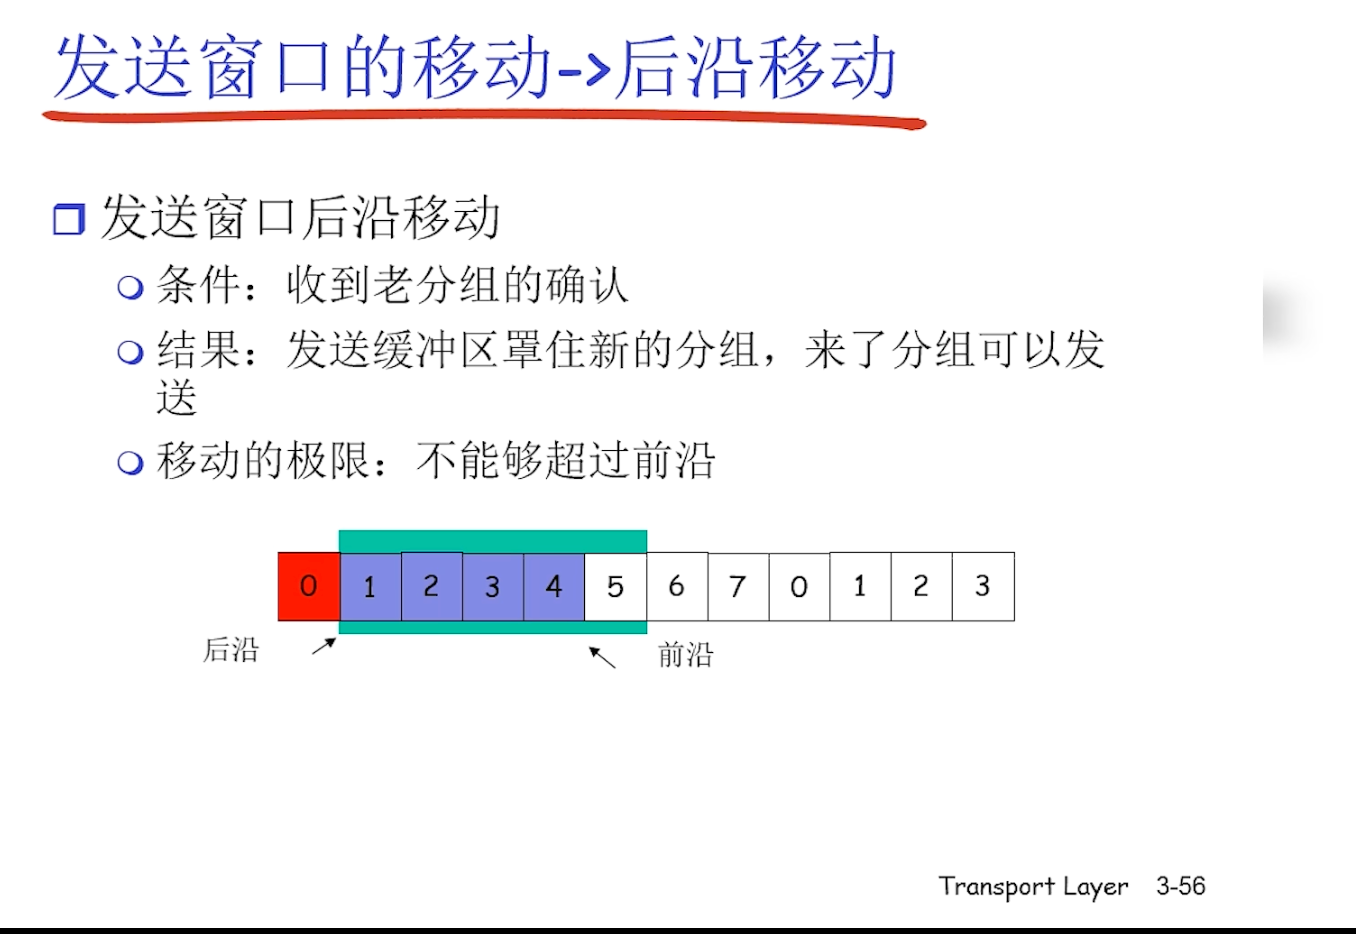 发送窗口的移动->后沿移动
发送窗口后沿移动
条件：收到老分组的确认
结果：发送缓冲区罩住新的分组，来了分组可以发
送
移动的极限：不能够超过前沿
0 1 2 3 4 5 6 7 0 1 2 3
后沿 前沿
Transport Layer 3-56